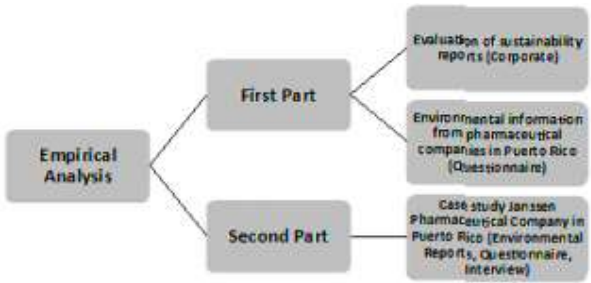 Evaluation of sustainability
reports (Corporate)
First Part
Environmental information
from pharmaceutical
companies in Puerto Rico
(Questionnaire)
Empirical
Analysis
Second Part
Case study Janssen
Pharmaceutical Company in
Puerto Rico (Environmental
Reports, Questionnaire,
Interview)